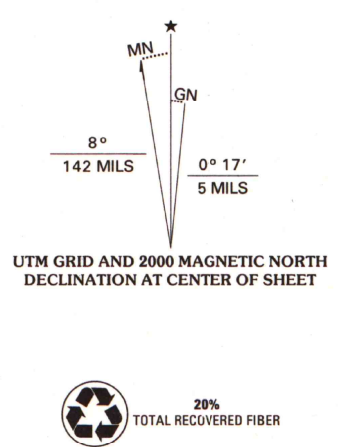 MN
GN
8°
142 MILS
0° 17'
5 MILS
UTM GRID AND 2000 MAGNETIC NORTH
DECLINATION AT CENTER OF SHEET
20%
TOTAL RECOVERED FIBER